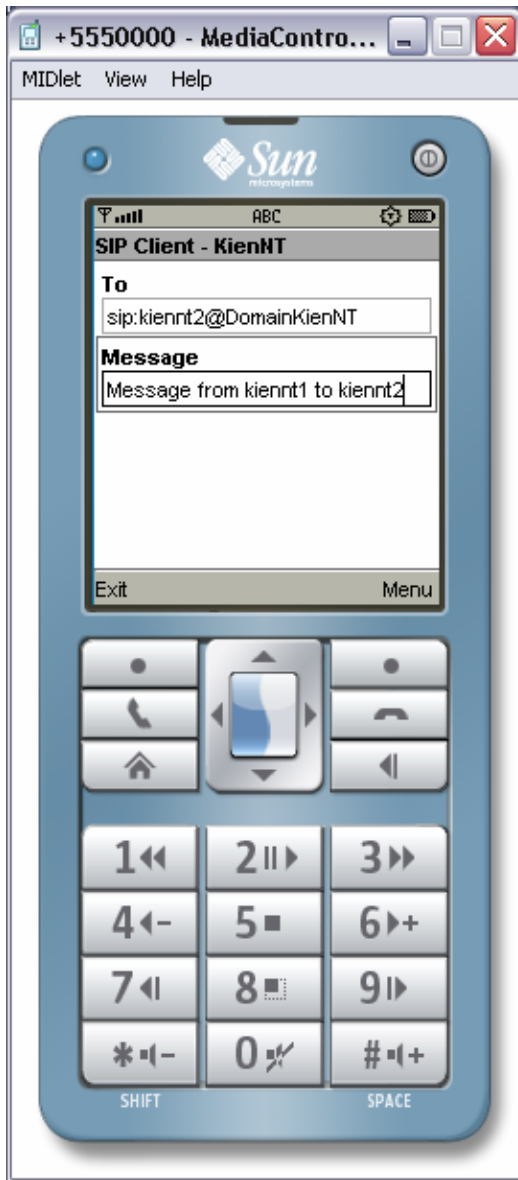 +5550000 - MediaContro...
MIDlet View Help
Sun
microsystems
ABC
SIP Client - KienNT
To
sip:kiennt2@DomainKienNT
Message
Message from kiennt1 to kiennt2
Exit Menu
1 2 3
4 - 5 6 +
7 8 9
* - 0 # +
SHIFT SPACE